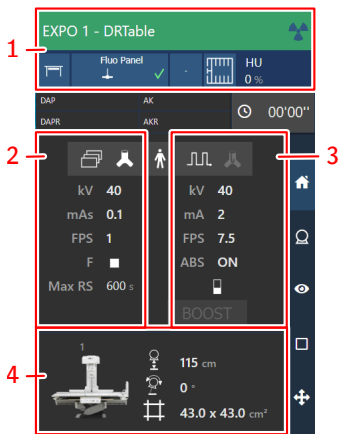 EXPO 1 - DRTable
1
Fluo Panel
-
HU
0 %
DAP
AK
DAPR
AKR
00'00''
2
3
kV 40
mAs 0.1
FPS 1
F
Max RS 600 s
kV 40
mA 2
FPS 7.5
ABS ON
BOOST
4
1
115 cm
0 °
43.0 x 43.0 cm²